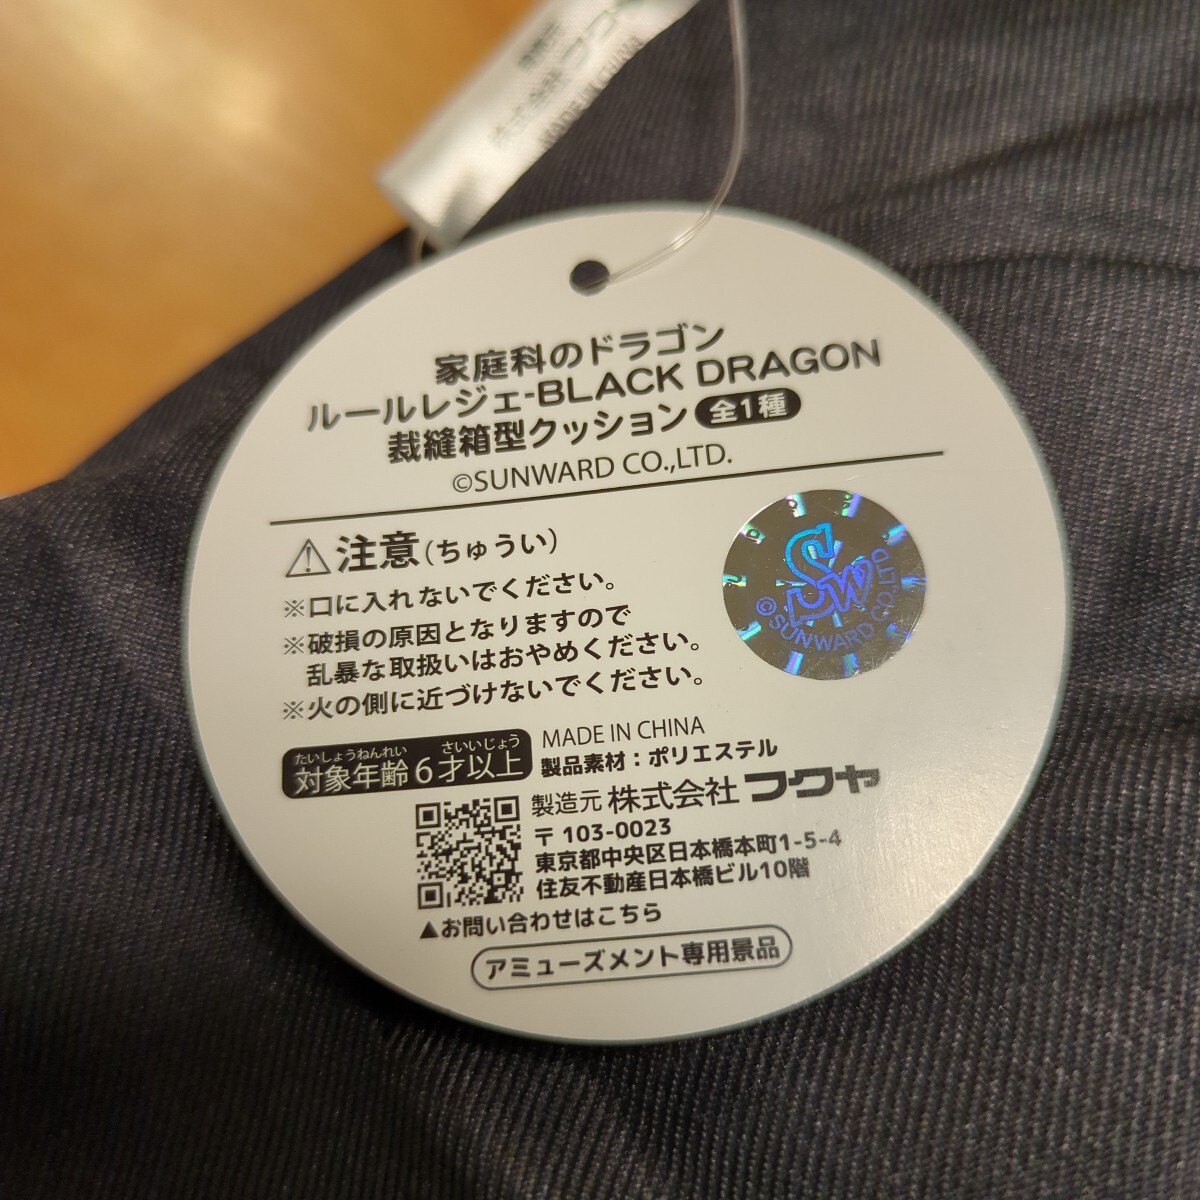 家庭科のドラゴン
ルールレジェ-BLACK DRAGON
裁縫箱型クッション 全1種
©SUNWARD CO.,LTD.
⚠注意(ちゅうい)
※口に入れないでください。
※破損の原因となりますので
乱暴な取扱いはおやめください。
※火の側に近づけないでください。
SW
©SUNWARD CO.,LTD
たいしょうねんれい さいいじょう
対象年齢6才以上
MADE IN CHINA
製品素材：ポリエステル
製造元 株式会社フクヤ
〒103-0023
東京都中央区日本橋本町1-5-4
住友不動産日本橋ビル10階
▲お問い合わせはこちら
アミューズメント専用景品